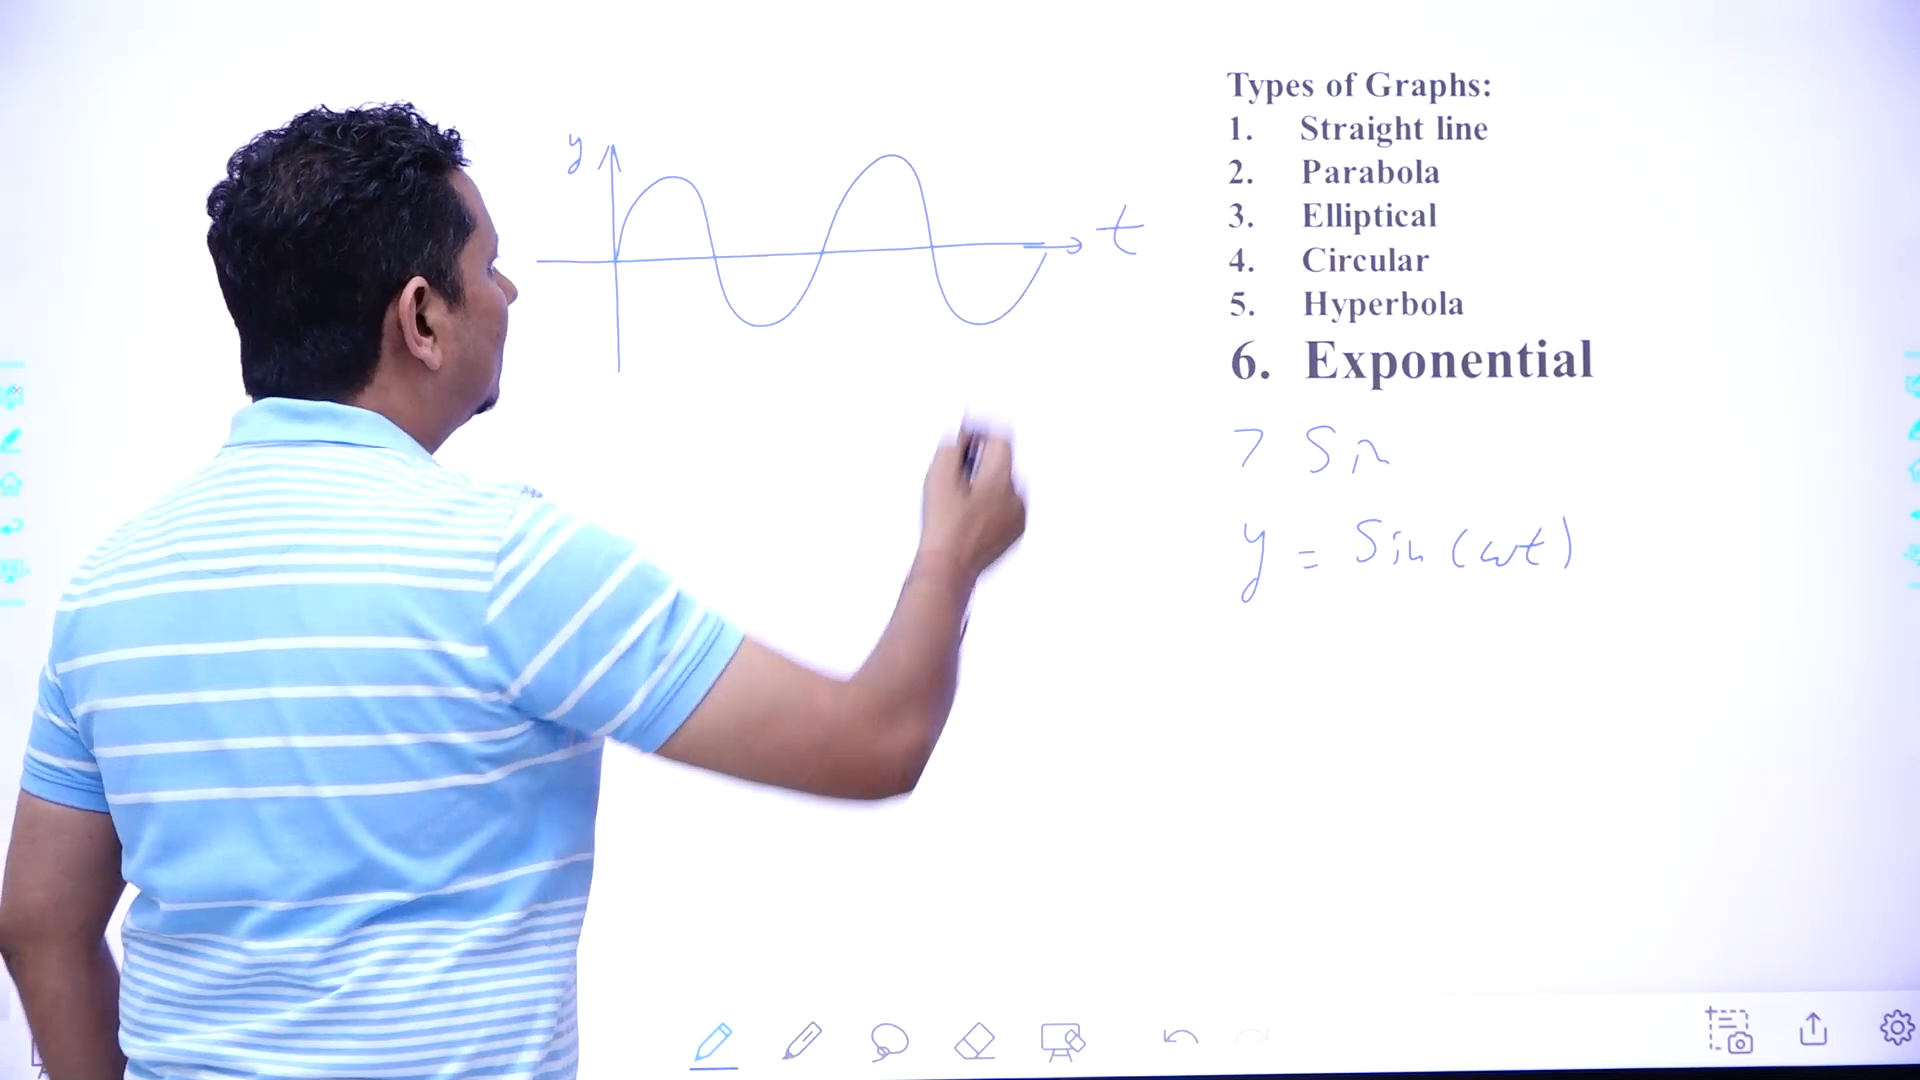 y
t
Types of Graphs:
1. Straight line
2. Parabola
3. Elliptical
4. Circular
5. Hyperbola
6. Exponential
7 Sin
y = Sin (ωt)